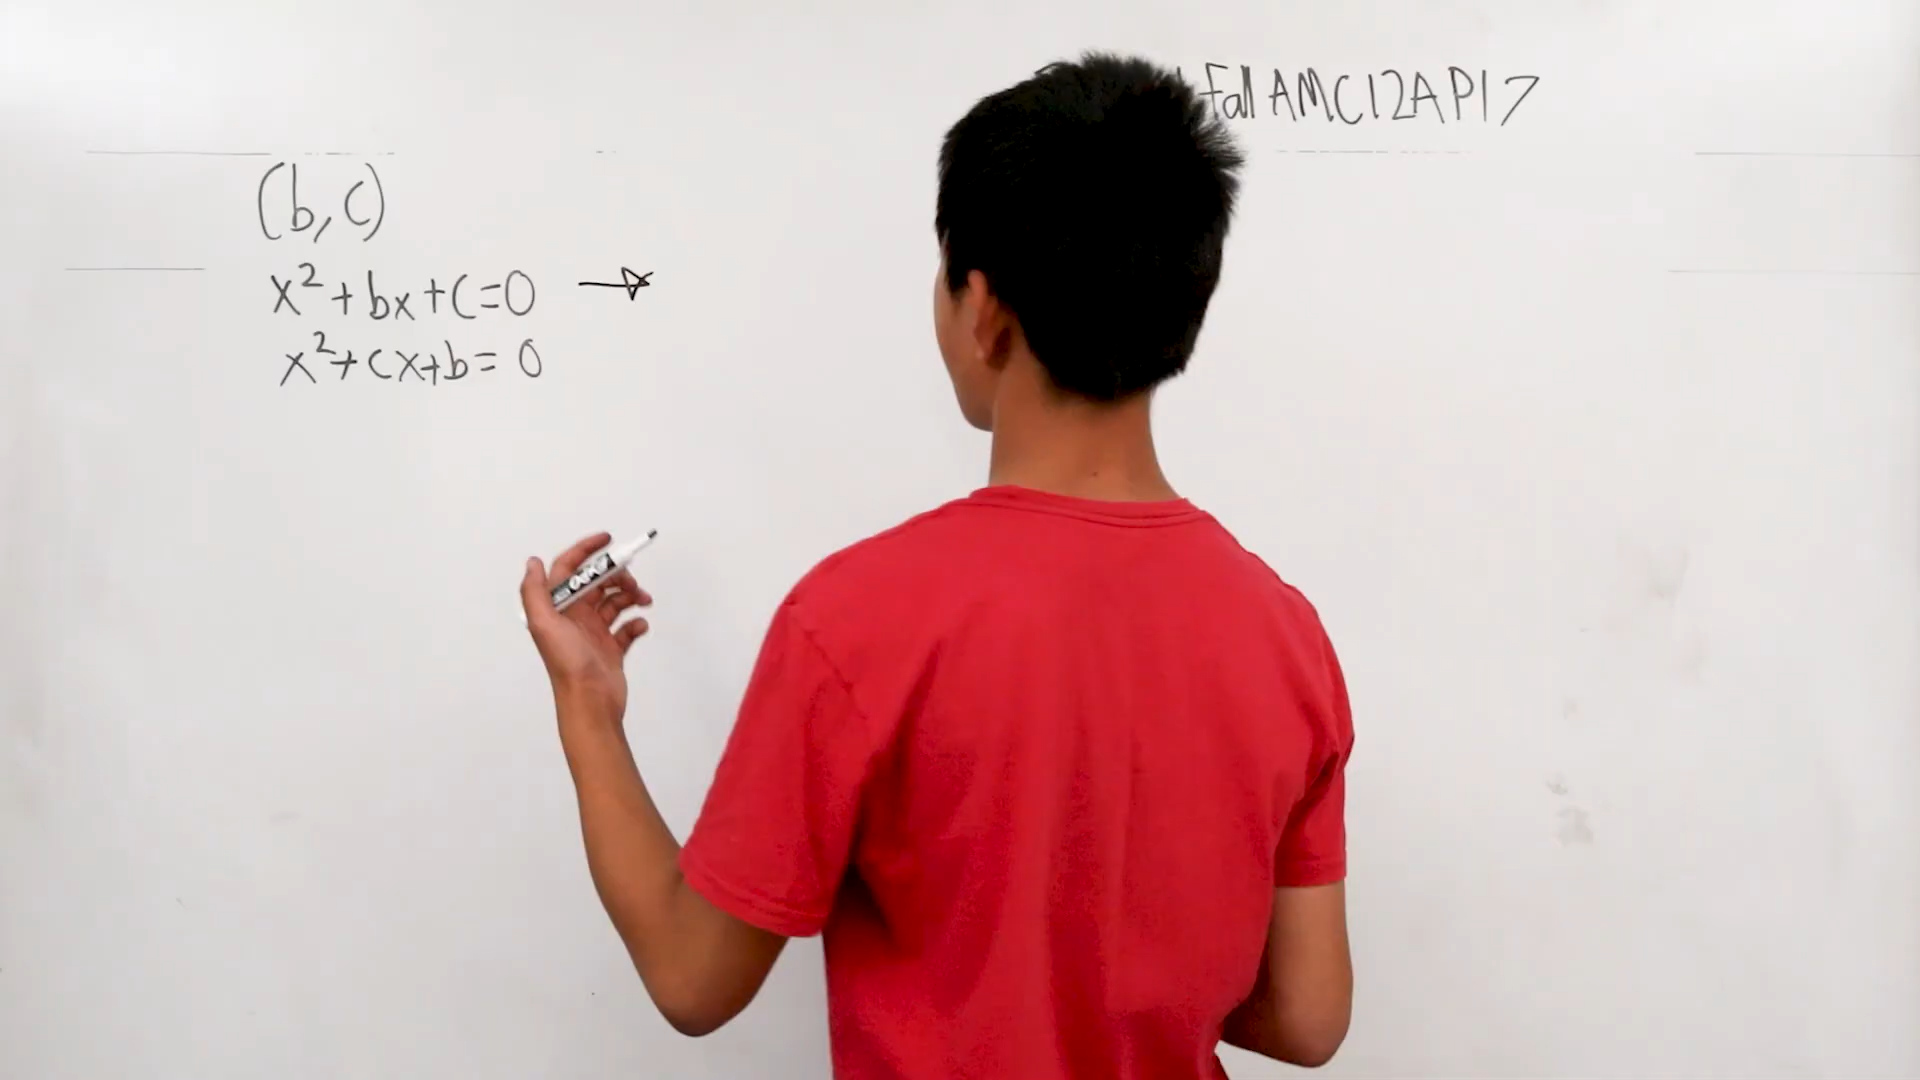 Fall AMC12AP17
(b,c)
x²+bx+c=0 →
x²+cx+b=0